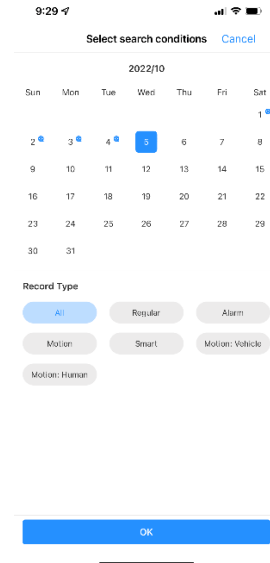 9:29
Select search conditions Cancel
2022/10
Sun Mon Tue Wed Thu Fri Sat
1
2 3 4 5 6 7 8
9 10 11 12 13 14 15
16 17 18 19 20 21 22
23 24 25 26 27 28 29
30 31
Record Type
All Regular Alarm
Motion Smart Motion: Vehicle
Motion: Human
OK